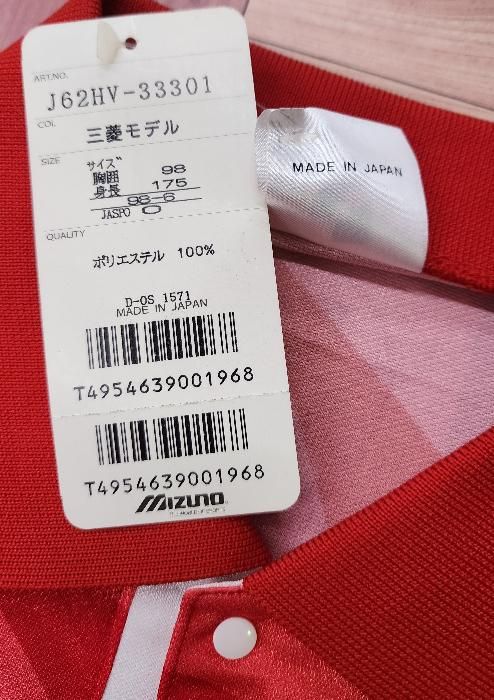 ART.NO.
J62HV-33301
COL
三菱モデル
SIZE
サイズ
胸囲 98
身長 175
98-6
JASPO O
QUALITY
ポリエステル 100%
D-OS 1571
MADE IN JAPAN
T4954639001968
T4954639001968
MIZUNO
MADE IN JAPAN